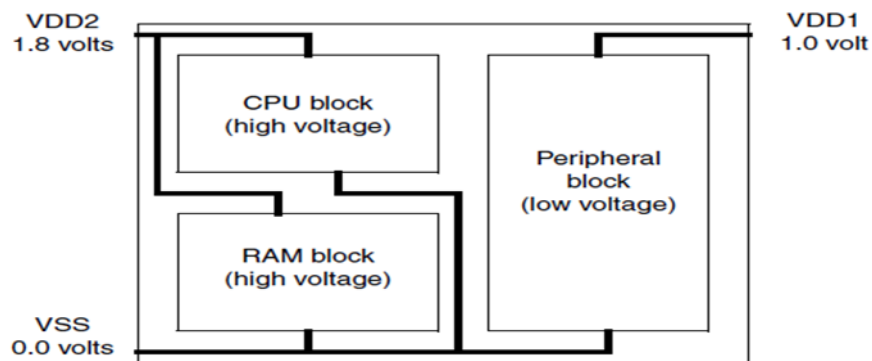 VDD2
1.8 volts
VDD1
1.0 volt
CPU block
(high voltage)
Peripheral
block
(low voltage)
RAM block
(high voltage)
VSS
0.0 volts